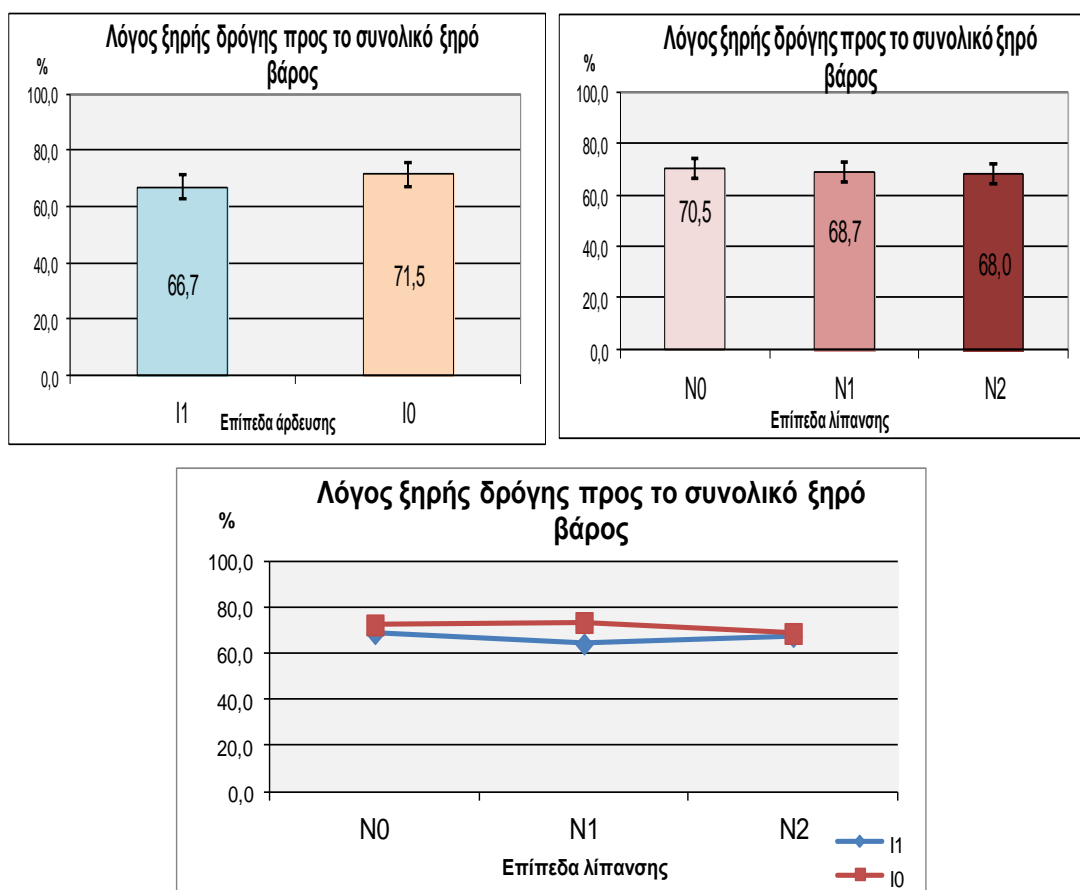 Λόγος ξηρής δρόγης προς το συνολικό ξηρό
βάρος
%
100,0
80,0
60,0
40,0
20,0
0,0
66,7
71,5
I1
I0
Επίπεδα άρδευσης
Λόγος ξηρής δρόγης προς το συνολικό ξηρό
βάρος
%
100,0
80,0
60,0
40,0
20,0
0,0
70,5
68,7
68,0
N0
N1
N2
Επίπεδα λίπανσης
Λόγος ξηρής δρόγης προς το συνολικό ξηρό
βάρος
%
100,0
80,0
60,0
40,0
20,0
0,0
N0
N1
N2
Επίπεδα λίπανσης
I1
I0